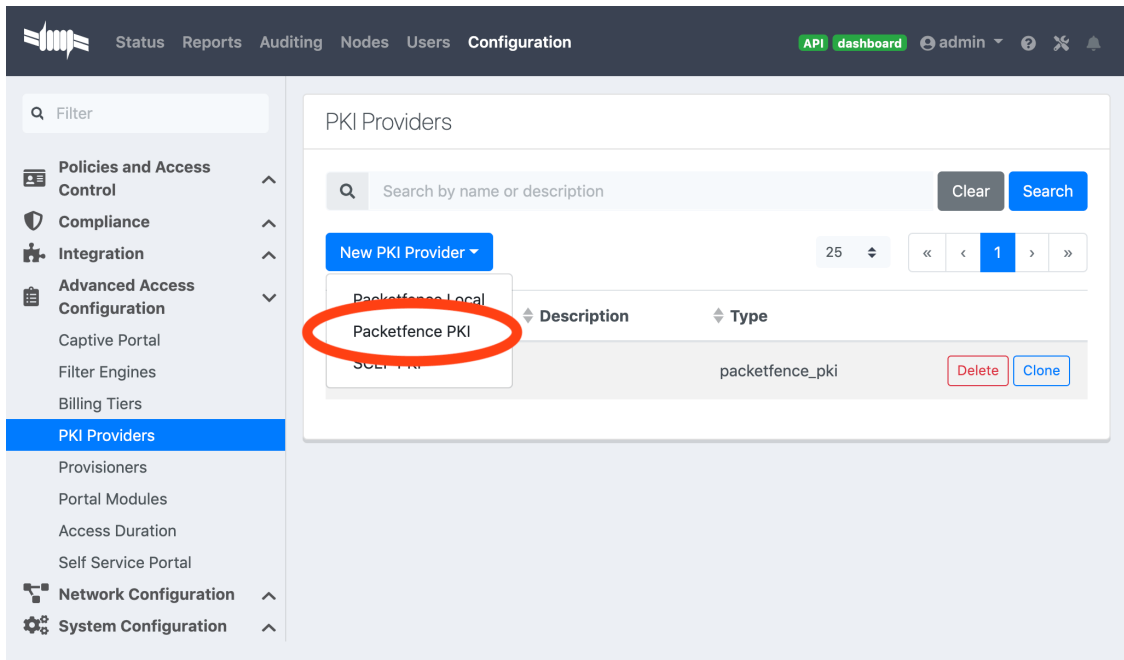 Status Reports Auditing Nodes Users Configuration API dashboard admin
Filter
Policies and Access
Control
Compliance
Integration
Advanced Access
Configuration
Captive Portal
Filter Engines
Billing Tiers
PKI Providers
Provisioners
Portal Modules
Access Duration
Self Service Portal
Network Configuration
System Configuration
PKI Providers
Search by name or description Clear Search
New PKI Provider 25 « ‹ 1 › »
Packetfence Local
Packetfence PKI
SCEP PKI
Description Type
packetfence_pki Delete Clone